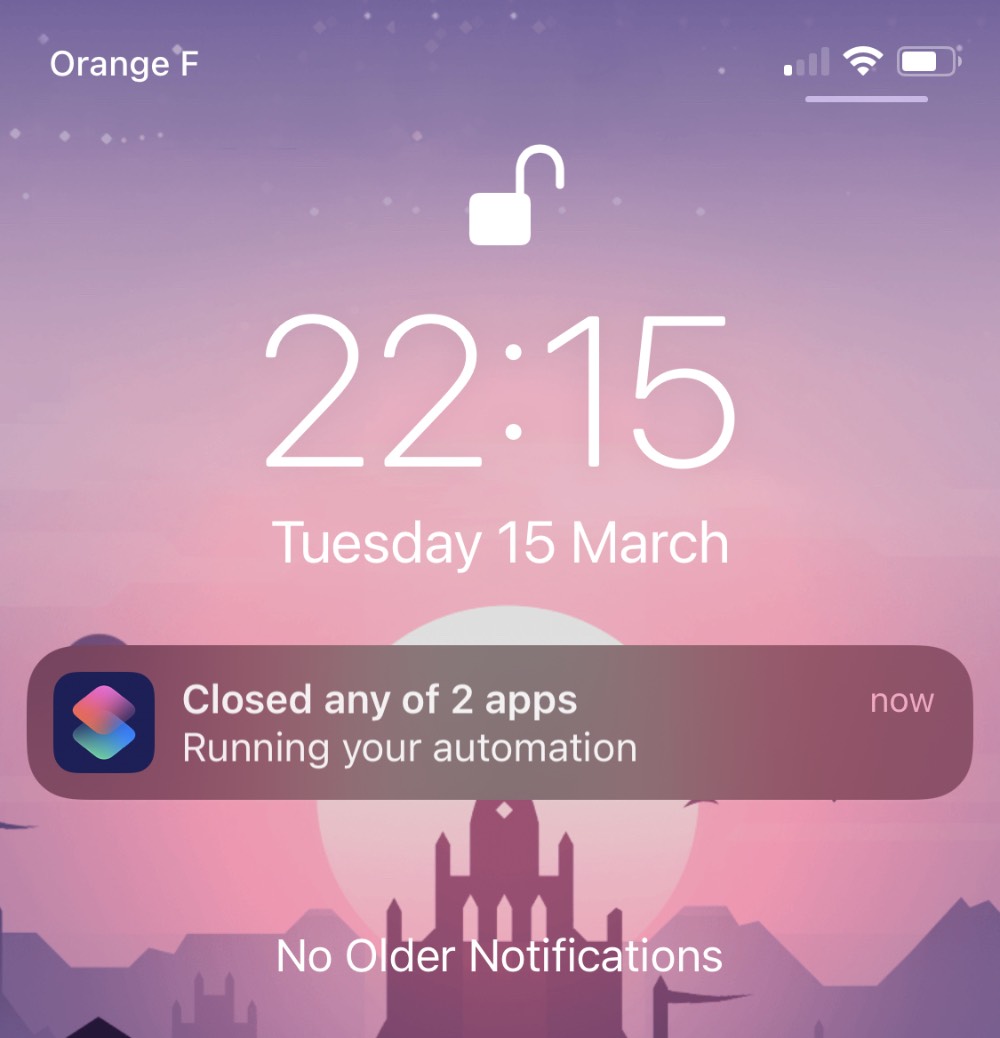 Orange F
22:15
Tuesday 15 March
Closed any of 2 apps
now
Running your automation
No Older Notifications